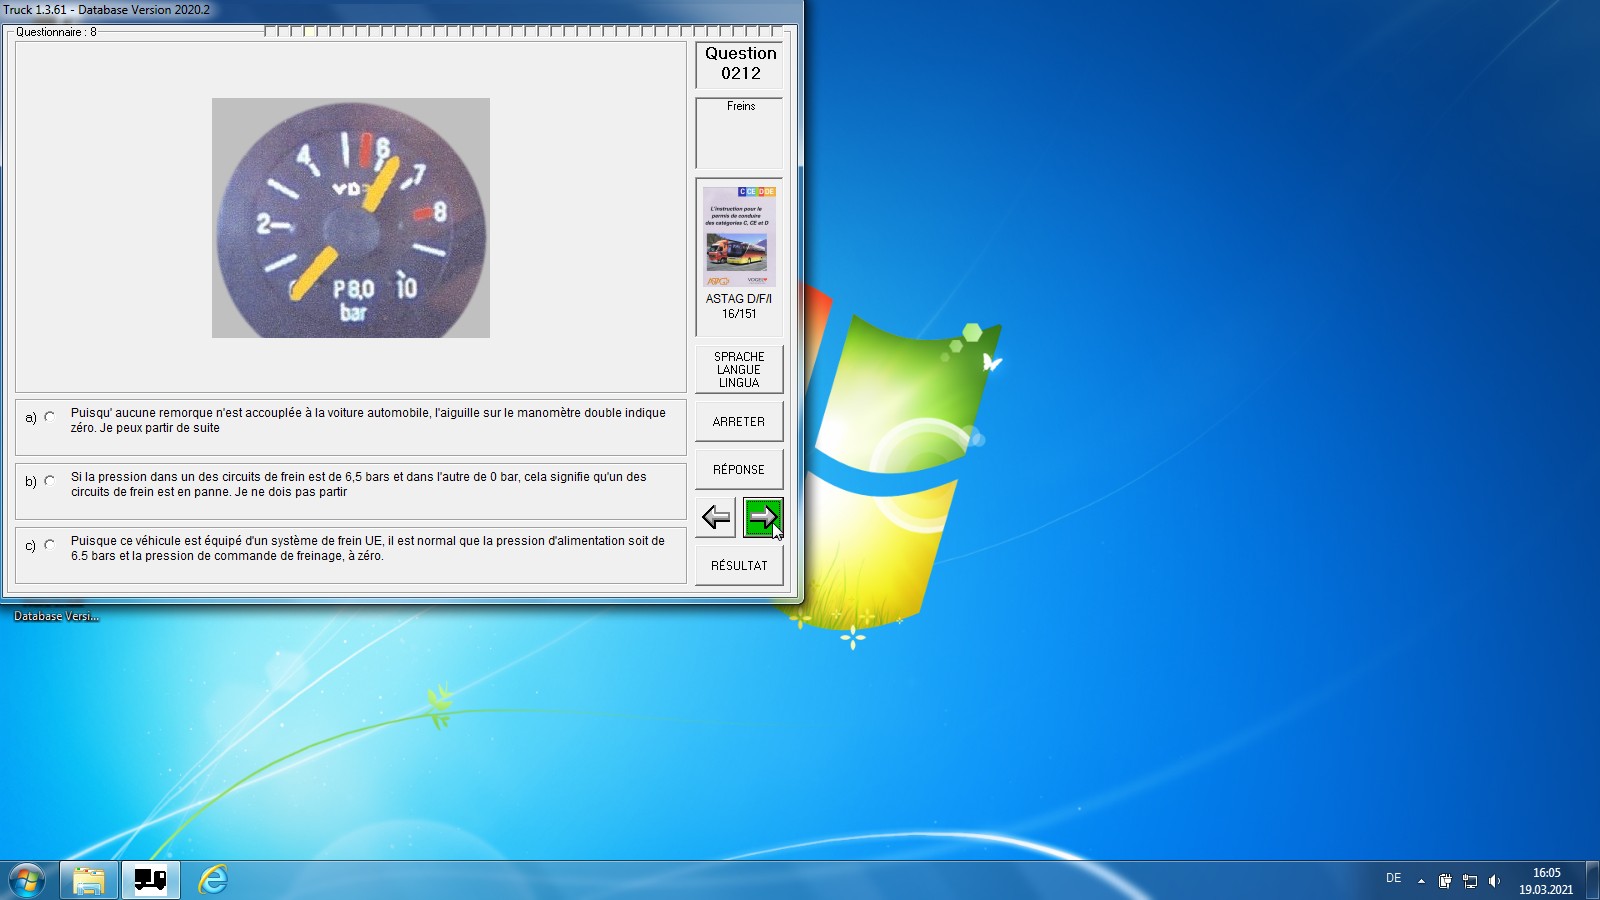 Truck 1.3.61 - Database Version 2020.2
Questionnaire : 8
Question
0212
Freins
2
4
6
7
8
10
P8,0
bar
C CE D DE
L'instruction pour le
permis de conduire
des catégories C, CE et D
ASTAG D/F/I
16/151
SPRACHE
LANGUE
LINGUA
ARRETER
RÉPONSE
RÉSULTAT
a) Puisqu' aucune remorque n'est accouplée à la voiture automobile, l'aiguille sur le manomètre double indique
zéro. Je peux partir de suite
b) Si la pression dans un des circuits de frein est de 6,5 bars et dans l'autre de 0 bar, cela signifie qu'un des
circuits de frein est en panne. Je ne dois pas partir
c) Puisque ce véhicule est équipé d'un système de frein UE, il est normal que la pression d'alimentation soit de
6.5 bars et la pression de commande de freinage, à zéro.
Database Versi...
DE
16:05
19.03.2021